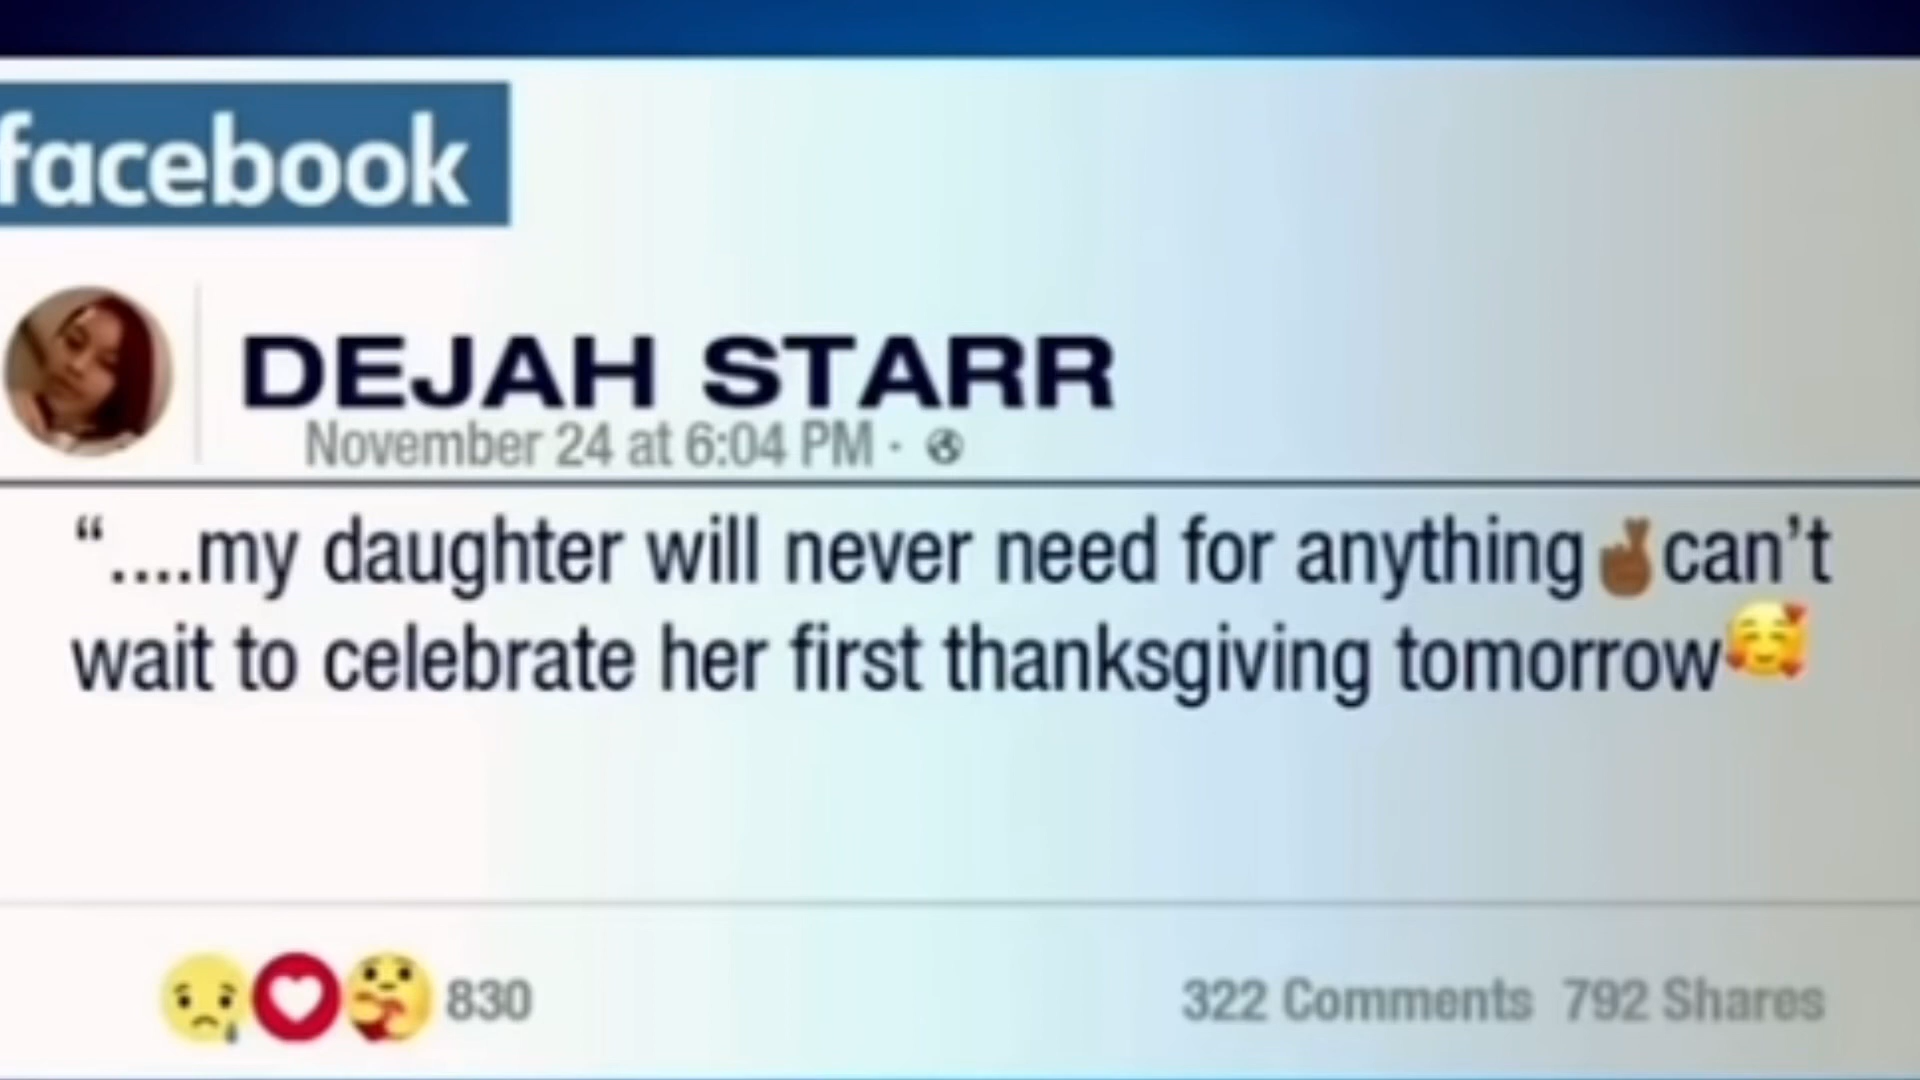 facebook
DEJAH STARR
November 24 at 6:04 PM ·
“....my daughter will never need for anything🤞🏾can’t
wait to celebrate her first thanksgiving tomorrow🥰
830
322 Comments 792 Shares